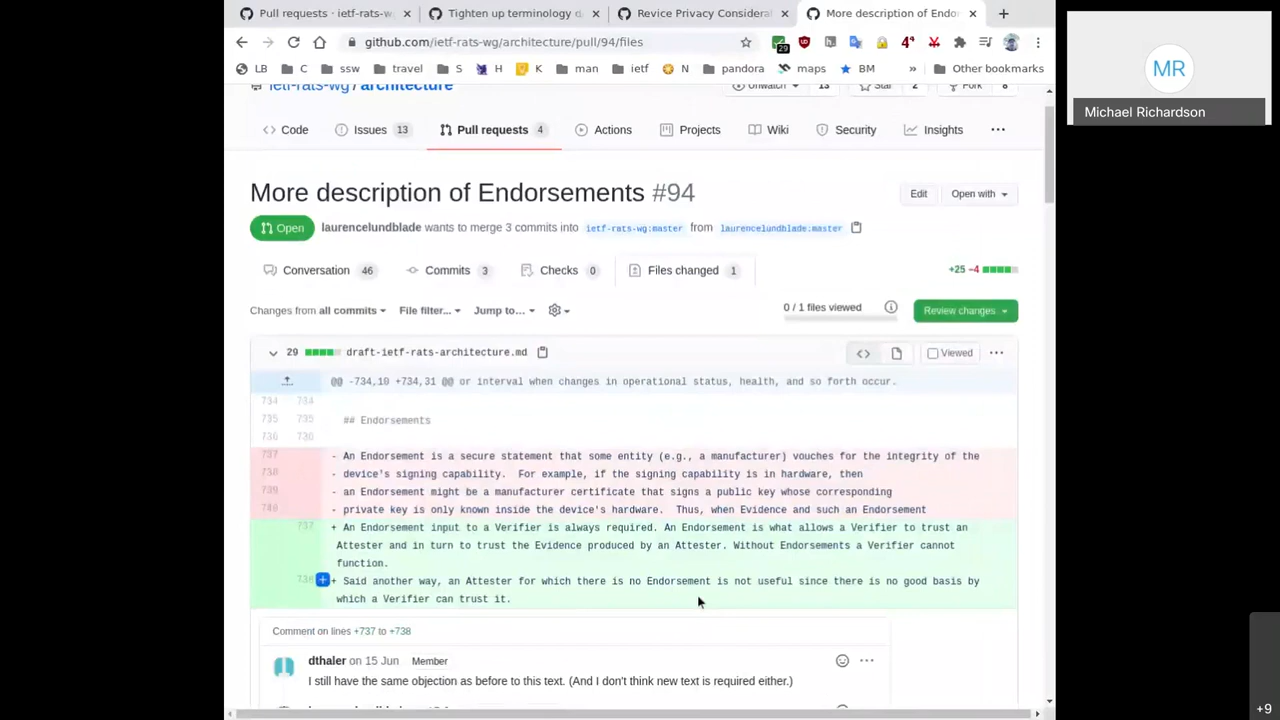 Pull requests · ietf-rats-w
Tighten up terminology d
Revice Privacy Consideral
More description of Endor
29
4⁴
LB
C
ssw
travel
S
H
K
man
ietf
N
pandora
maps
BM
»
Other bookmarks
github.com/ietf-rats-wg/architecture/pull/94/files
ietf-rats-wg / architecture
Unwatch
13
Star
2
Fork
8
Code
Issues 13
Pull requests 4
Actions
Projects
Wiki
Security
Insights
More description of Endorsements #94
Edit
Open with
Open
laurencelundblade wants to merge 3 commits into ietf-rats-wg:master from laurencelundblade:master
Conversation 46
Commits 3
Checks 0
Files changed 1
+25 −4
Changes from all commits
File filter...
Jump to...
0 / 1 files viewed
Review changes
29
draft-ietf-rats-architecture.md
Viewed
@@ -734,10 +734,31 @@ or interval when changes in operational status, health, and so forth occur.
734 734
735 735 ## Endorsements
736 736
737 - An Endorsement is a secure statement that some entity (e.g., a manufacturer) vouches for the integrity of the
738 - device's signing capability. For example, if the signing capability is in hardware, then
739 - an Endorsement might be a manufacturer certificate that signs a public key whose corresponding
740 - private key is only known inside the device's hardware. Thus, when Evidence and such an Endorsement
737 + An Endorsement input to a Verifier is always required. An Endorsement is what allows a Verifier to trust an
Attester and in turn to trust the Evidence produced by an Attester. Without Endorsements a Verifier cannot
function.
738 + Said another way, an Attester for which there is no Endorsement is not useful since there is no good basis by
which a Verifier can trust it.
Comment on lines +737 to +738
dthaler on 15 Jun Member
I still have the same objection as before to this text. (And I don't think new text is required either.)
MR
Michael Richardson
+9